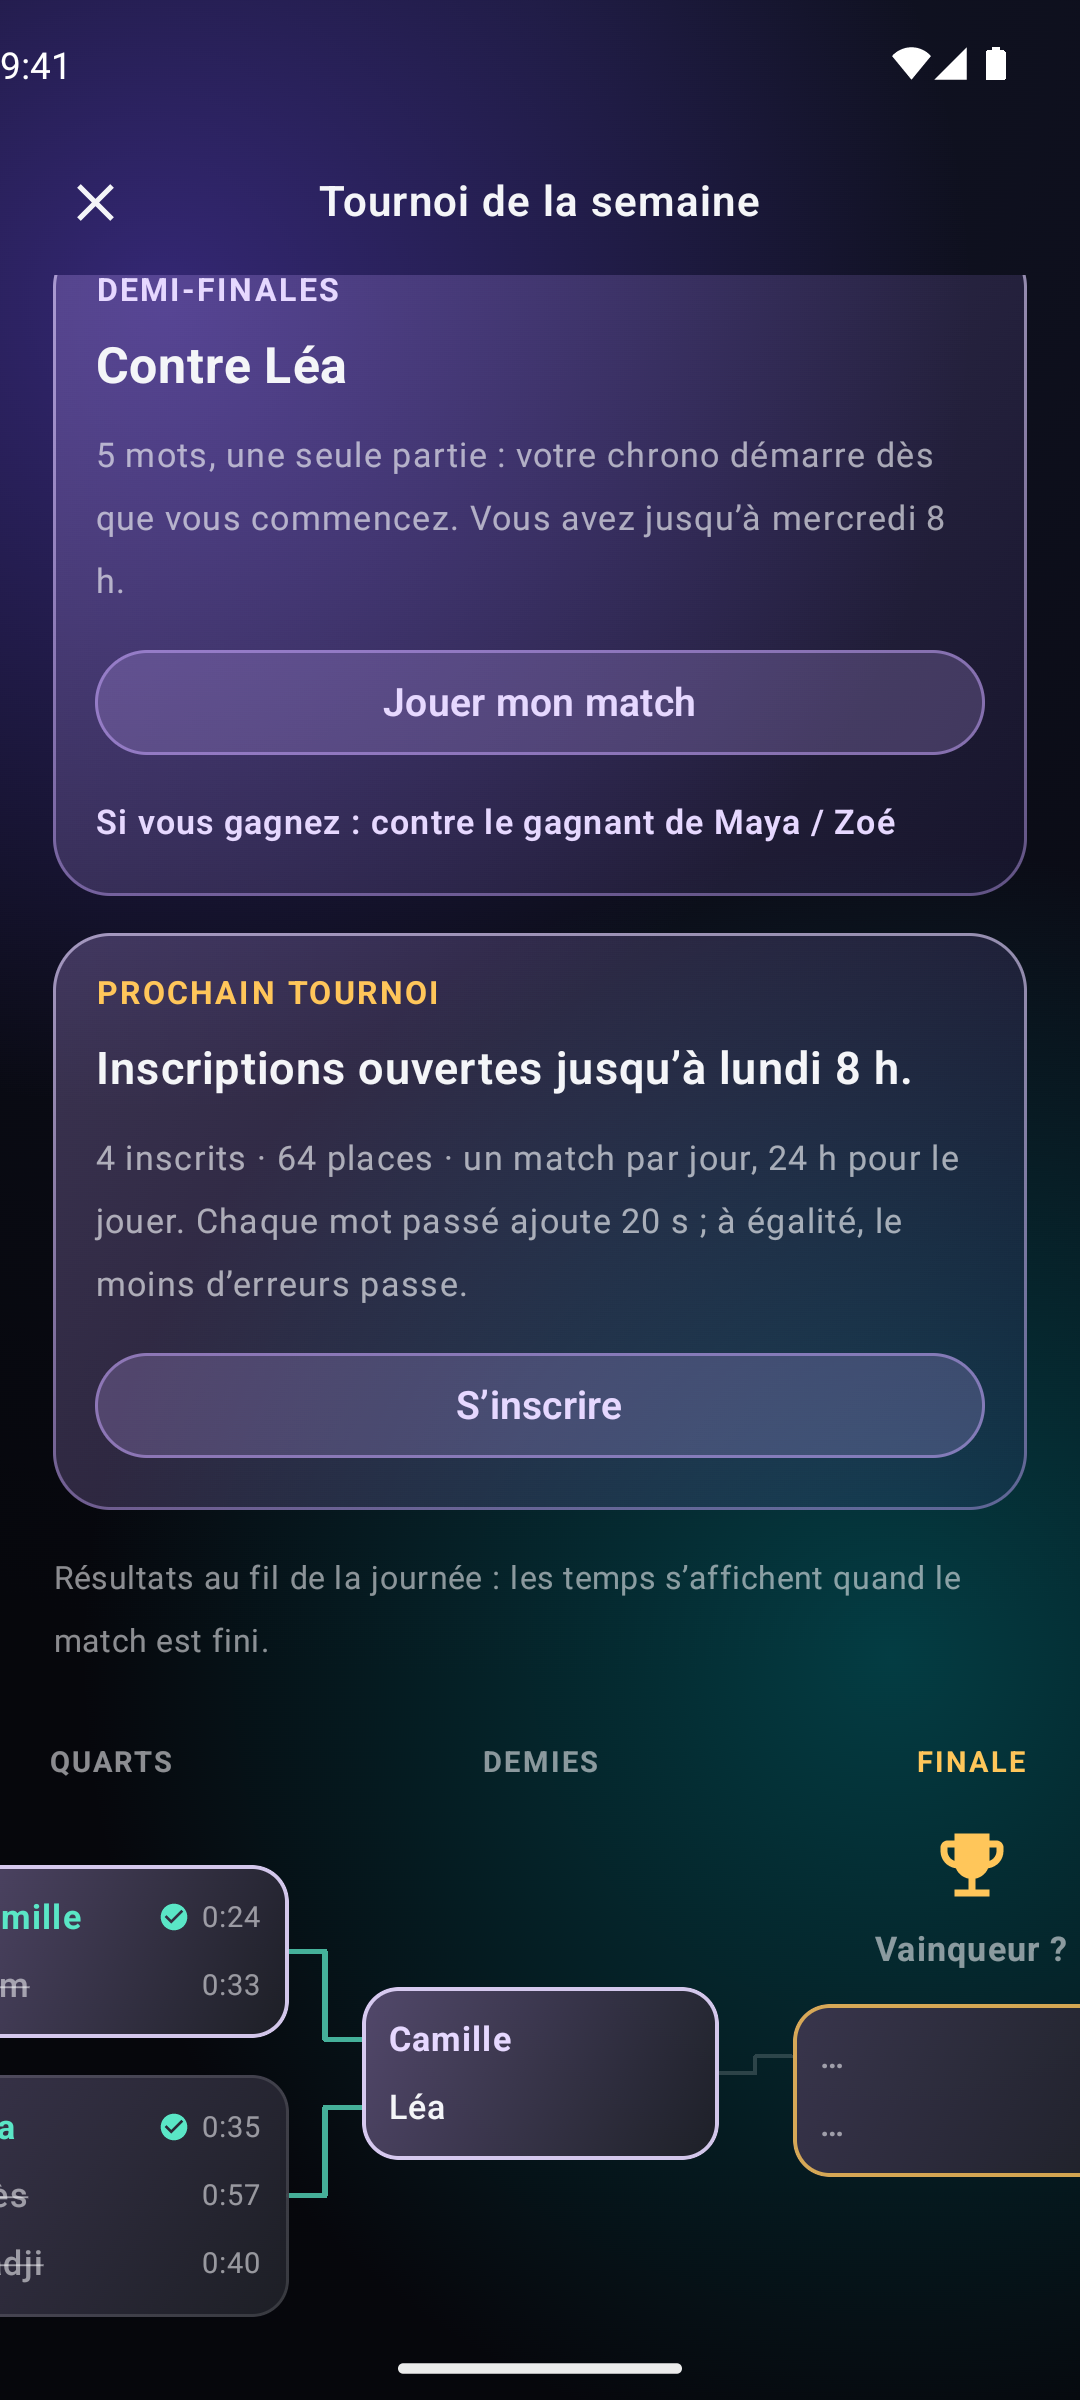 9:41
Tournoi de la semaine
DEMI-FINALES
Contre Léa
5 mots, une seule partie : votre chrono démarre dès
que vous commencez. Vous avez jusqu’à mercredi 8
h.
Jouer mon match
Si vous gagnez : contre le gagnant de Maya / Zoé
PROCHAIN TOURNOI
Inscriptions ouvertes jusqu’à lundi 8 h.
4 inscrits · 64 places · un match par jour, 24 h pour le
jouer. Chaque mot passé ajoute 20 s ; à égalité, le
moins d’erreurs passe.
S’inscrire
Résultats au fil de la journée : les temps s’affichent quand le
match est fini.
QUARTS
DEMIES
FINALE
Vainqueur ?
mille 0:24
m 0:33
a 0:35
ès 0:57
dji 0:40
Camille
Léa
...
...